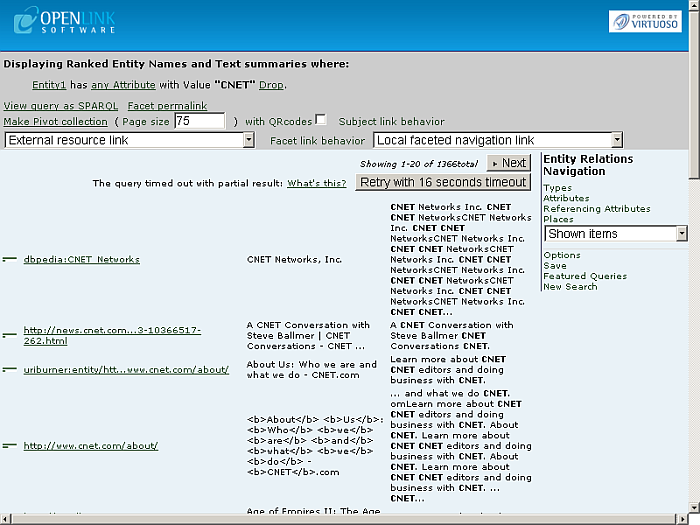 OPENLINK
SOFTWARE
POWERED BY
VIRTUOSO
Displaying Ranked Entity Names and Text summaries where:
Entity1 has any Attribute with Value "CNET" Drop.
View query as SPARQL Facet permalink
Make Pivot collection ( Page size 75 ) with QRcodes Subject link behavior
External resource link Facet link behavior Local faceted navigation link
Showing 1-20 of 1366total Next
The query timed out with partial result: What's this? Retry with 16 seconds timeout
Entity Relations
Navigation
Types
Attributes
Referencing Attributes
Places
Shown items
Options
Save
Featured Queries
New Search
dbpedia:CNET_Networks
CNET Networks, Inc.
CNET Networks Inc. CNET
CNET NetworksCNET Networks
Inc. CNET CNET
NetworksCNET Networks Inc.
CNET CNET NetworksCNET
Networks Inc. CNET CNET
NetworksCNET Networks Inc.
CNET CNET NetworksCNET
Networks Inc. CNET CNET
NetworksCNET Networks Inc.
CNET CNET...
http://news.cnet.com...3-10366517-
262.html
A CNET Conversation with
Steve Ballmer | CNET
Conversations - CNET ...
A CNET Conversation with
Steve Ballmer CNET
Conversations CNET.
uriburner:entity/htt...www.cnet.com/about/
About Us: Who we are and
what we do - CNET.com
Learn more about CNET
CNET editors and doing
business with CNET.
http://www.cnet.com/about/
<b>About</b> <b>Us</b>:
<b>Who</b> <b>we</b>
<b>are</b> <b>and</b>
<b>what</b> <b>we</b>
<b>do</b> -
<b>CNET</b>.com
... and what we do CNET.
omLearn more about CNET
CNET editors and doing
business with CNET. About
CNET. Learn more about
CNET CNET editors and doing
business with CNET. About
CNET. Learn more about
CNET CNET editors and doing
business with CNET. ...
CNET...
Age of Empires II: The Age